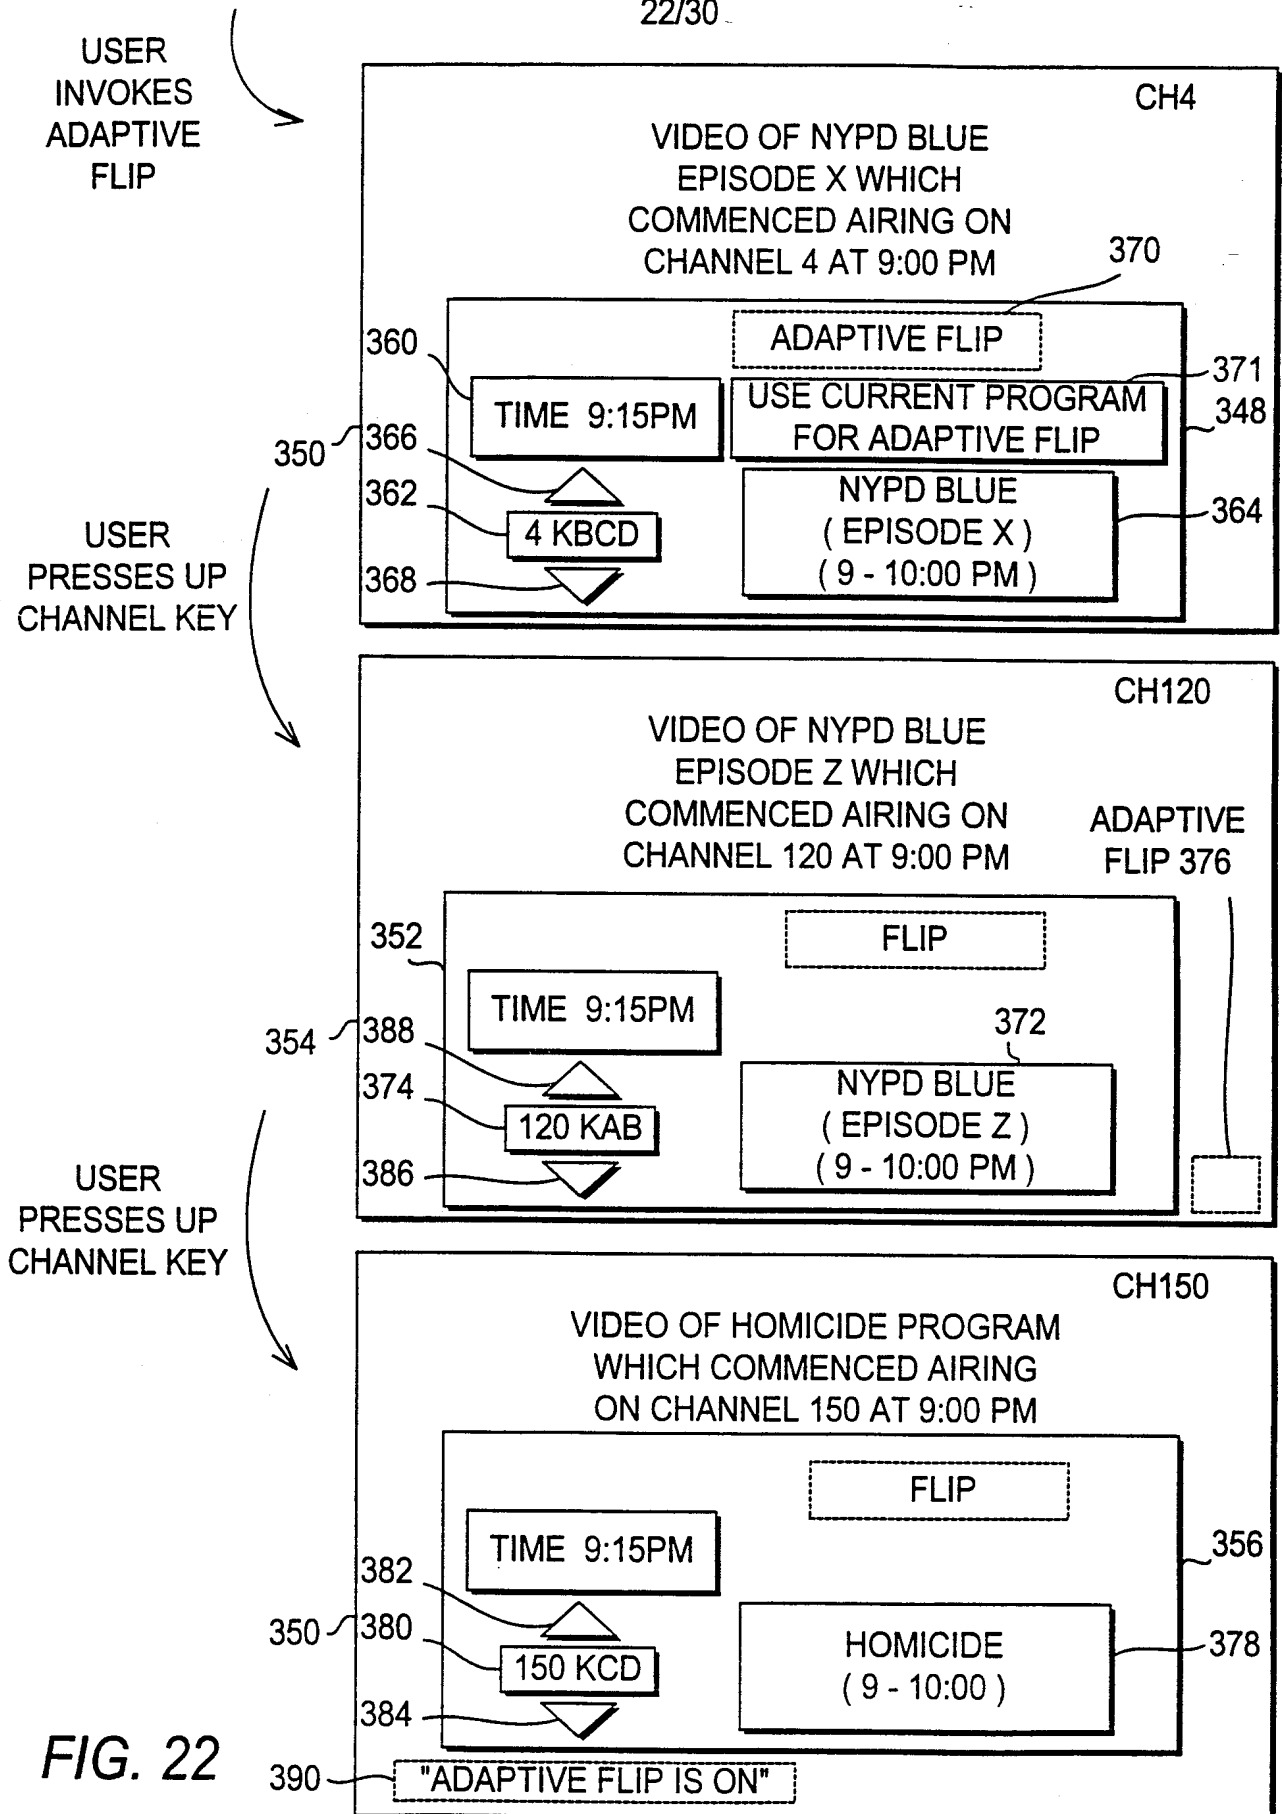 22/30
USER
INVOKES
ADAPTIVE
FLIP
CH4
VIDEO OF NYPD BLUE
EPISODE X WHICH
COMMENCED AIRING ON
CHANNEL 4 AT 9:00 PM
370
ADAPTIVE FLIP
360
371
TIME 9:15PM
USE CURRENT PROGRAM
FOR ADAPTIVE FLIP
348
350
366
362
4 KBCD
NYPD BLUE
( EPISODE X )
( 9 - 10:00 PM )
364
368
USER
PRESSES UP
CHANNEL KEY
CH120
VIDEO OF NYPD BLUE
EPISODE Z WHICH
COMMENCED AIRING ON
CHANNEL 120 AT 9:00 PM
ADAPTIVE
FLIP 376
352
FLIP
TIME 9:15PM
354
388
372
374
120 KAB
NYPD BLUE
( EPISODE Z )
( 9 - 10:00 PM )
386
USER
PRESSES UP
CHANNEL KEY
CH150
VIDEO OF HOMICIDE PROGRAM
WHICH COMMENCED AIRING
ON CHANNEL 150 AT 9:00 PM
FLIP
TIME 9:15PM
356
382
350
380
150 KCD
HOMICIDE
( 9 - 10:00 )
378
384
FIG. 22
390
"ADAPTIVE FLIP IS ON"